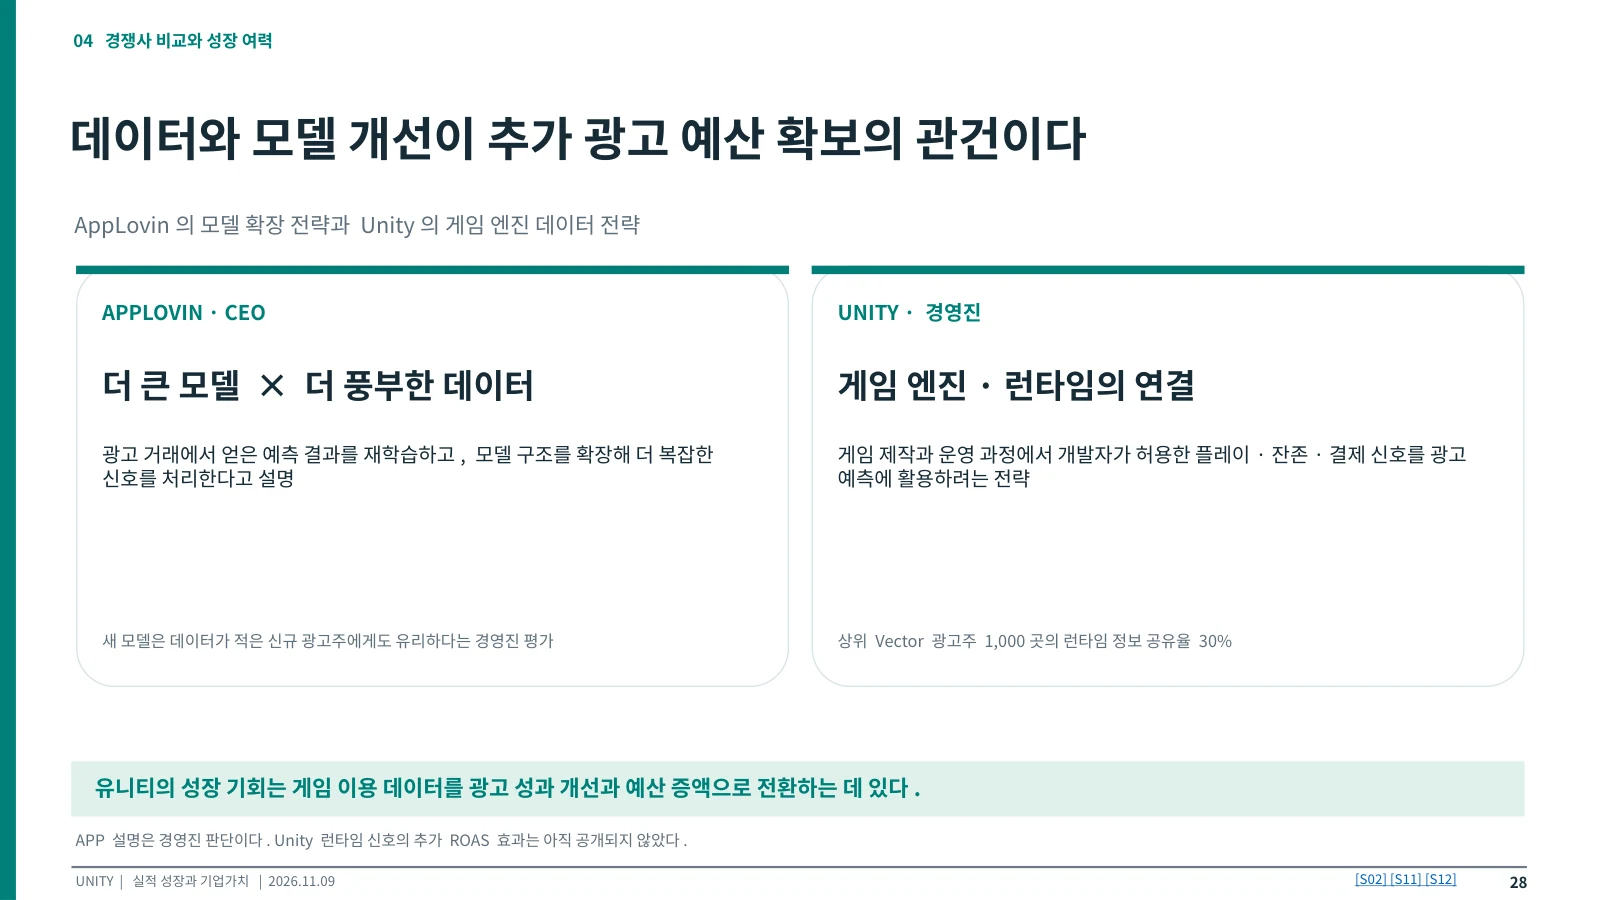 04 경쟁사 비교와 성장 여력
데이터와 모델 개선이 추가 광고 예산 확보의 관건이다
AppLovin 의 모델 확장 전략과 Unity 의 게임 엔진 데이터 전략
APPLOVIN · CEO
더 큰 모델 × 더 풍부한 데이터
광고 거래에서 얻은 예측 결과를 재학습하고 , 모델 구조를 확장해 더 복잡한
신호를 처리한다고 설명
새 모델은 데이터가 적은 신규 광고주에게도 유리하다는 경영진 평가
UNITY · 경영진
게임 엔진 · 런타임의 연결
게임 제작과 운영 과정에서 개발자가 허용한 플레이 · 잔존 · 결제 신호를 광고
예측에 활용하려는 전략
상위 Vector 광고주 1,000 곳의 런타임 정보 공유율 30%
유니티의 성장 기회는 게임 이용 데이터를 광고 성과 개선과 예산 증액으로 전환하는 데 있다 .
APP 설명은 경영진 판단이다 . Unity 런타임 신호의 추가 ROAS 효과는 아직 공개되지 않았다 .
UNITY | 실적 성장과 기업가치 | 2026.11.09
[S02] [S11] [S12]
28